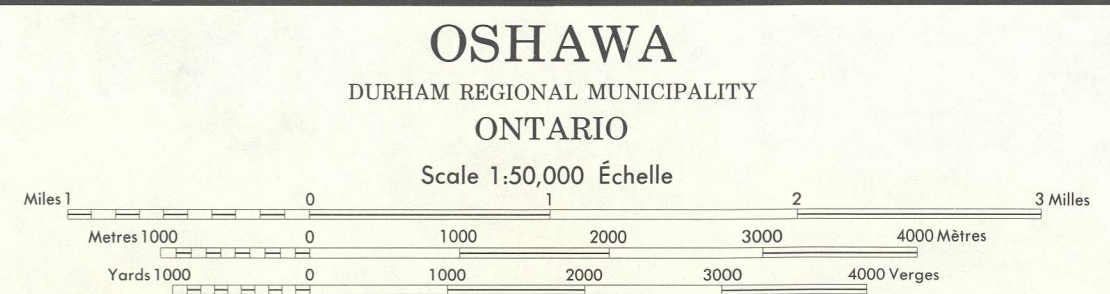 OSHAWA
DURHAM REGIONAL MUNICIPALITY
ONTARIO
Scale 1:50,000 Échelle
Miles 1 0 1 2 3 Milles
Metres 1000 0 1000 2000 3000 4000 Mètres
Yards 1000 0 1000 2000 3000 4000 Verges